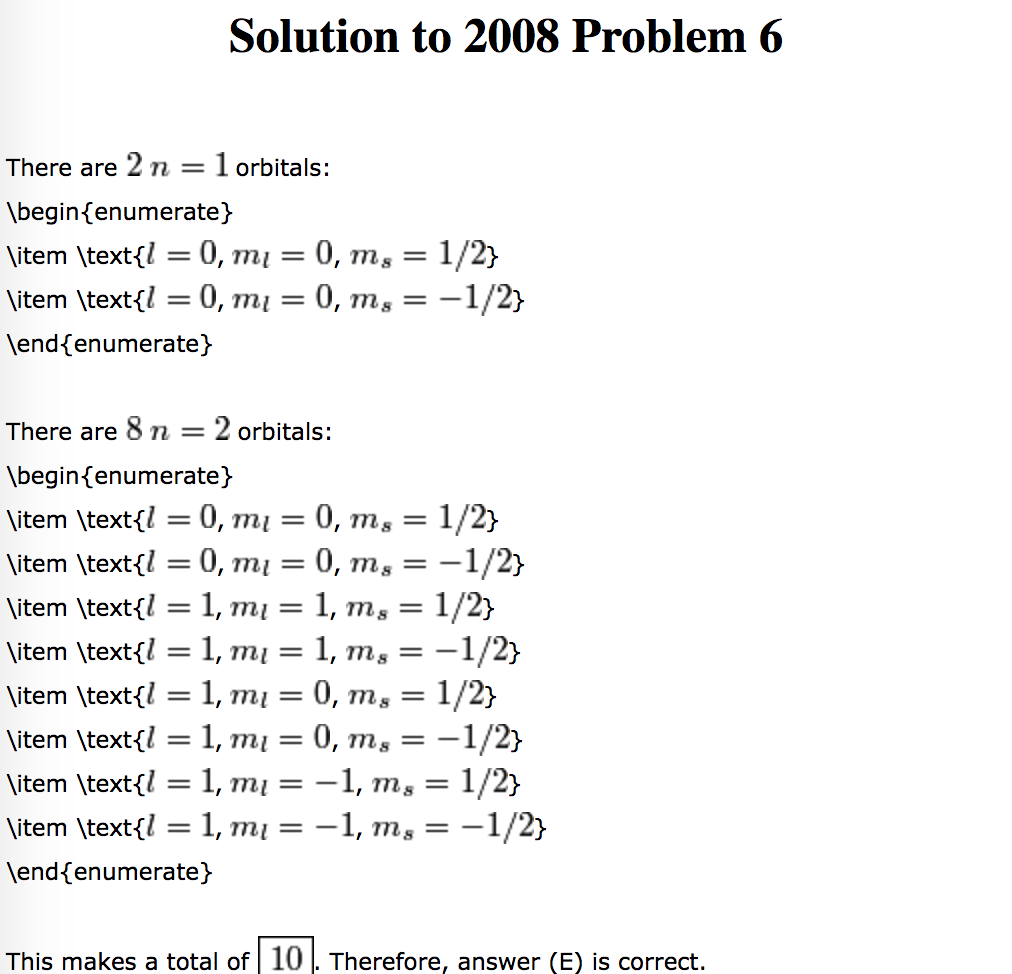 Solution to 2008 Problem 6
There are 2 n = 1 orbitals:
\begin{enumerate}
\item \text{l = 0, m_l = 0, m_s = 1/2}
\item \text{l = 0, m_l = 0, m_s = −1/2}
\end{enumerate}
There are 8 n = 2 orbitals:
\begin{enumerate}
\item \text{l = 0, m_l = 0, m_s = 1/2}
\item \text{l = 0, m_l = 0, m_s = −1/2}
\item \text{l = 1, m_l = 1, m_s = 1/2}
\item \text{l = 1, m_l = 1, m_s = −1/2}
\item \text{l = 1, m_l = 0, m_s = 1/2}
\item \text{l = 1, m_l = 0, m_s = −1/2}
\item \text{l = 1, m_l = −1, m_s = 1/2}
\item \text{l = 1, m_l = −1, m_s = −1/2}
\end{enumerate}
This makes a total of 10. Therefore, answer (E) is correct.